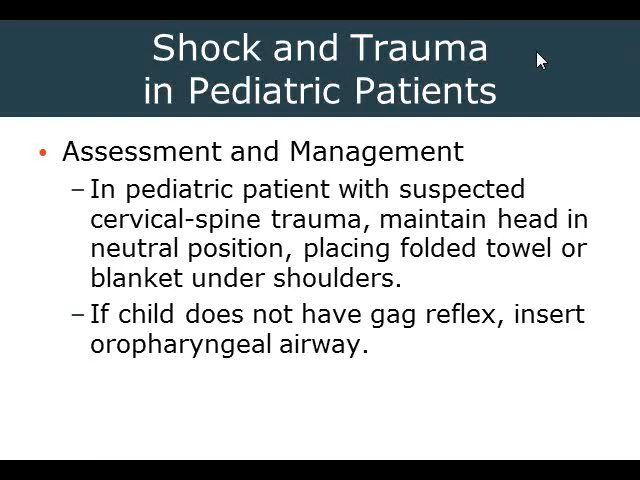 Shock and Trauma
in Pediatric Patients
• Assessment and Management
– In pediatric patient with suspected
cervical-spine trauma, maintain head in
neutral position, placing folded towel or
blanket under shoulders.
– If child does not have gag reflex, insert
oropharyngeal airway.